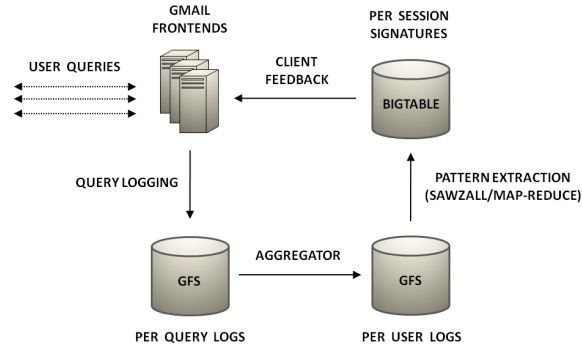 GMAIL
FRONTENDS
PER SESSION
SIGNATURES
USER QUERIES
CLIENT
FEEDBACK
BIGTABLE
QUERY LOGGING
PATTERN EXTRACTION
(SAWZALL/MAP-REDUCE)
GFS
AGGREGATOR
GFS
PER QUERY LOGS
PER USER LOGS